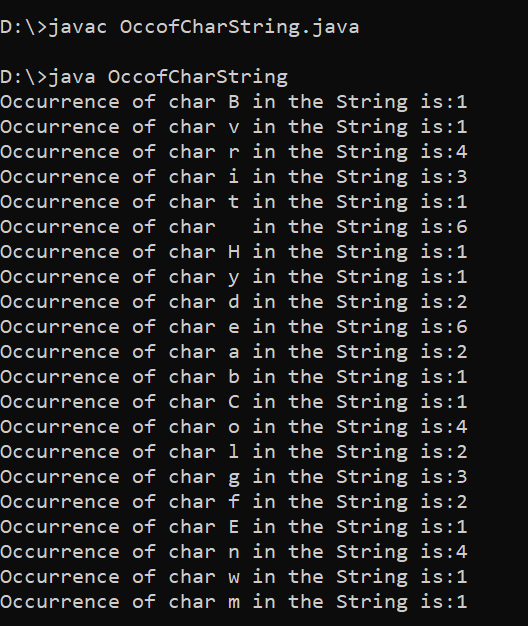 D:\>javac OccofCharString.java
D:\>java OccofCharString
Occurrence of char B in the String is:1
Occurrence of char v in the String is:1
Occurrence of char r in the String is:4
Occurrence of char i in the String is:3
Occurrence of char t in the String is:1
Occurrence of char   in the String is:6
Occurrence of char H in the String is:1
Occurrence of char y in the String is:1
Occurrence of char d in the String is:2
Occurrence of char e in the String is:6
Occurrence of char a in the String is:2
Occurrence of char b in the String is:1
Occurrence of char C in the String is:1
Occurrence of char o in the String is:4
Occurrence of char l in the String is:2
Occurrence of char g in the String is:3
Occurrence of char f in the String is:2
Occurrence of char E in the String is:1
Occurrence of char n in the String is:4
Occurrence of char w in the String is:1
Occurrence of char m in the String is:1